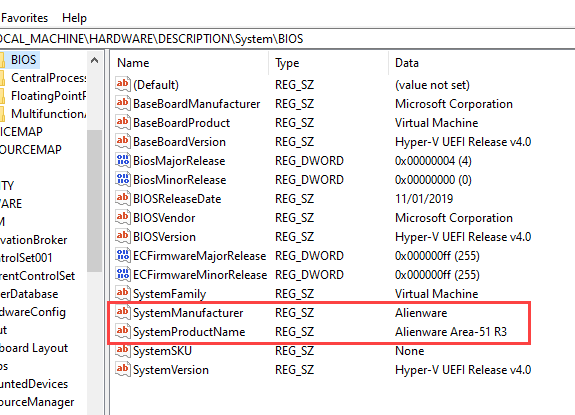 Favorites Help
OCAL_MACHINE\HARDWARE\DESCRIPTION\System\BIOS
BIOS
CentralProcess
FloatingPointF
Multifunction
ICEMAP
OURCEMAP
ITY
WARE
M
vationBroker
ntrolSet001
rentControlSet
erDatabase
dwareConfig
ut
board Layout
ps
untedDevices
ourceManager
Name Type Data
(Default) REG_SZ (value not set)
BaseBoardManufacturer REG_SZ Microsoft Corporation
BaseBoardProduct REG_SZ Virtual Machine
BaseBoardVersion REG_SZ Hyper-V UEFI Release v4.0
BiosMajorRelease REG_DWORD 0x00000004 (4)
BiosMinorRelease REG_DWORD 0x00000000 (0)
BIOSReleaseDate REG_SZ 11/01/2019
BIOSVendor REG_SZ Microsoft Corporation
BIOSVersion REG_SZ Hyper-V UEFI Release v4.0
ECFirmwareMajorRelease REG_DWORD 0x000000ff (255)
ECFirmwareMinorRelease REG_DWORD 0x000000ff (255)
SystemFamily REG_SZ Virtual Machine
SystemManufacturer REG_SZ Alienware
SystemProductName REG_SZ Alienware Area-51 R3
SystemSKU REG_SZ None
SystemVersion REG_SZ Hyper-V UEFI Release v4.0